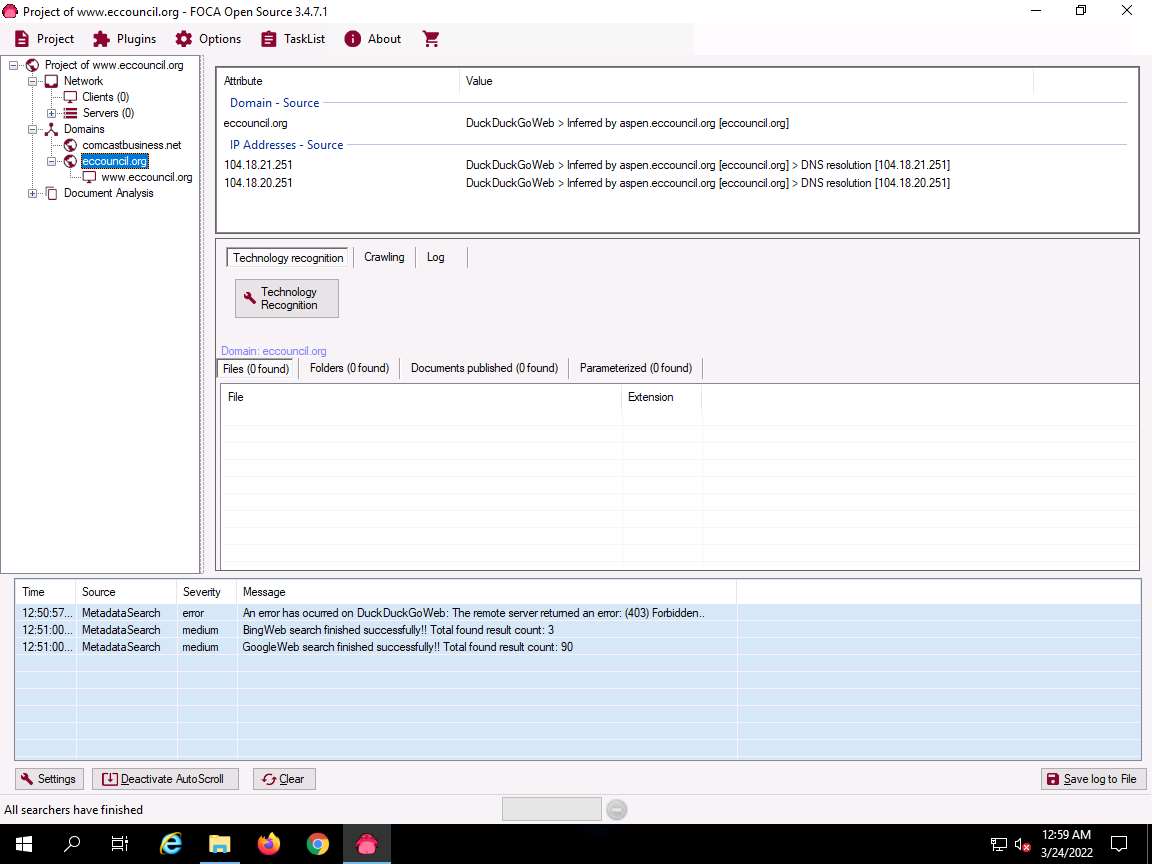 Project of www.eccouncil.org - FOCA Open Source 3.4.7.1
Project Plugins Options TaskList About
Project of www.eccouncil.org
Network
Clients (0)
Servers (0)
Domains
comcastbusiness.net
eccouncil.org
www.eccouncil.org
Document Analysis
Attribute Value
Domain - Source
eccouncil.org DuckDuckGoWeb > Inferred by aspen.eccouncil.org [eccouncil.org]
IP Addresses - Source
104.18.21.251 DuckDuckGoWeb > Inferred by aspen.eccouncil.org [eccouncil.org] > DNS resolution [104.18.21.251]
104.18.20.251 DuckDuckGoWeb > Inferred by aspen.eccouncil.org [eccouncil.org] > DNS resolution [104.18.20.251]
Technology recognition Crawling Log
Technology
Recognition
Domain: eccouncil.org
Files (0 found) Folders (0 found) Documents published (0 found) Parameterized (0 found)
File Extension
Time Source Severity Message
12:50:57... MetadataSearch error An error has ocurred on DuckDuckGoWeb: The remote server returned an error: (403) Forbidden..
12:51:00... MetadataSearch medium BingWeb search finished successfully!! Total found result count: 3
12:51:00... MetadataSearch medium GoogleWeb search finished successfully!! Total found result count: 90
Settings Deactivate AutoScroll Clear Save log to File
All searchers have finished
12:59 AM
3/24/2022